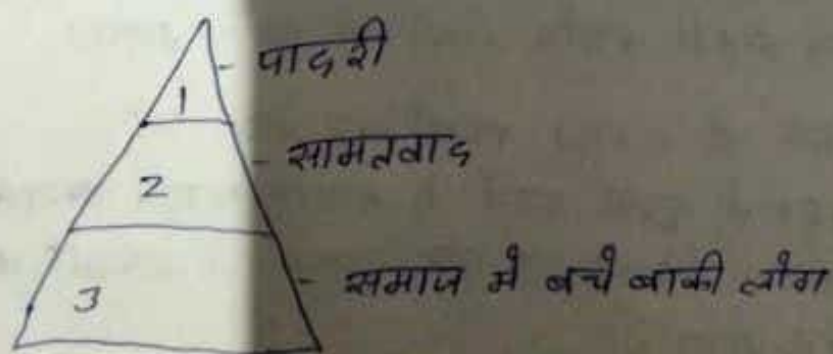 1 - पादरी
2 - सामतवाद
3 - समाज मे बचे बाकी लोग